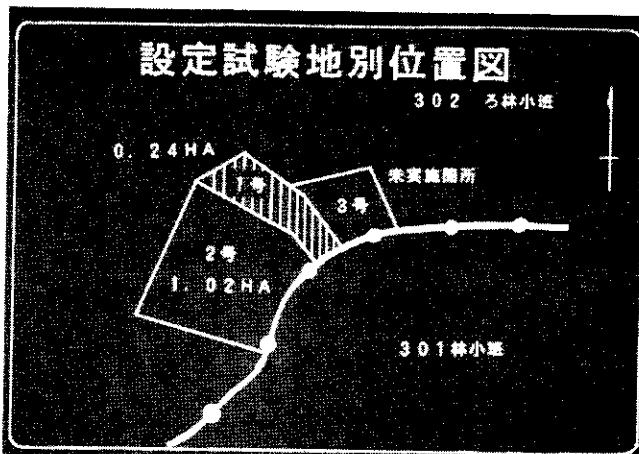 設定試験地別位置図
302 ろ林小班
0.24HA
1号
未実施箇所
3号
2号
1.02HA
301林小班